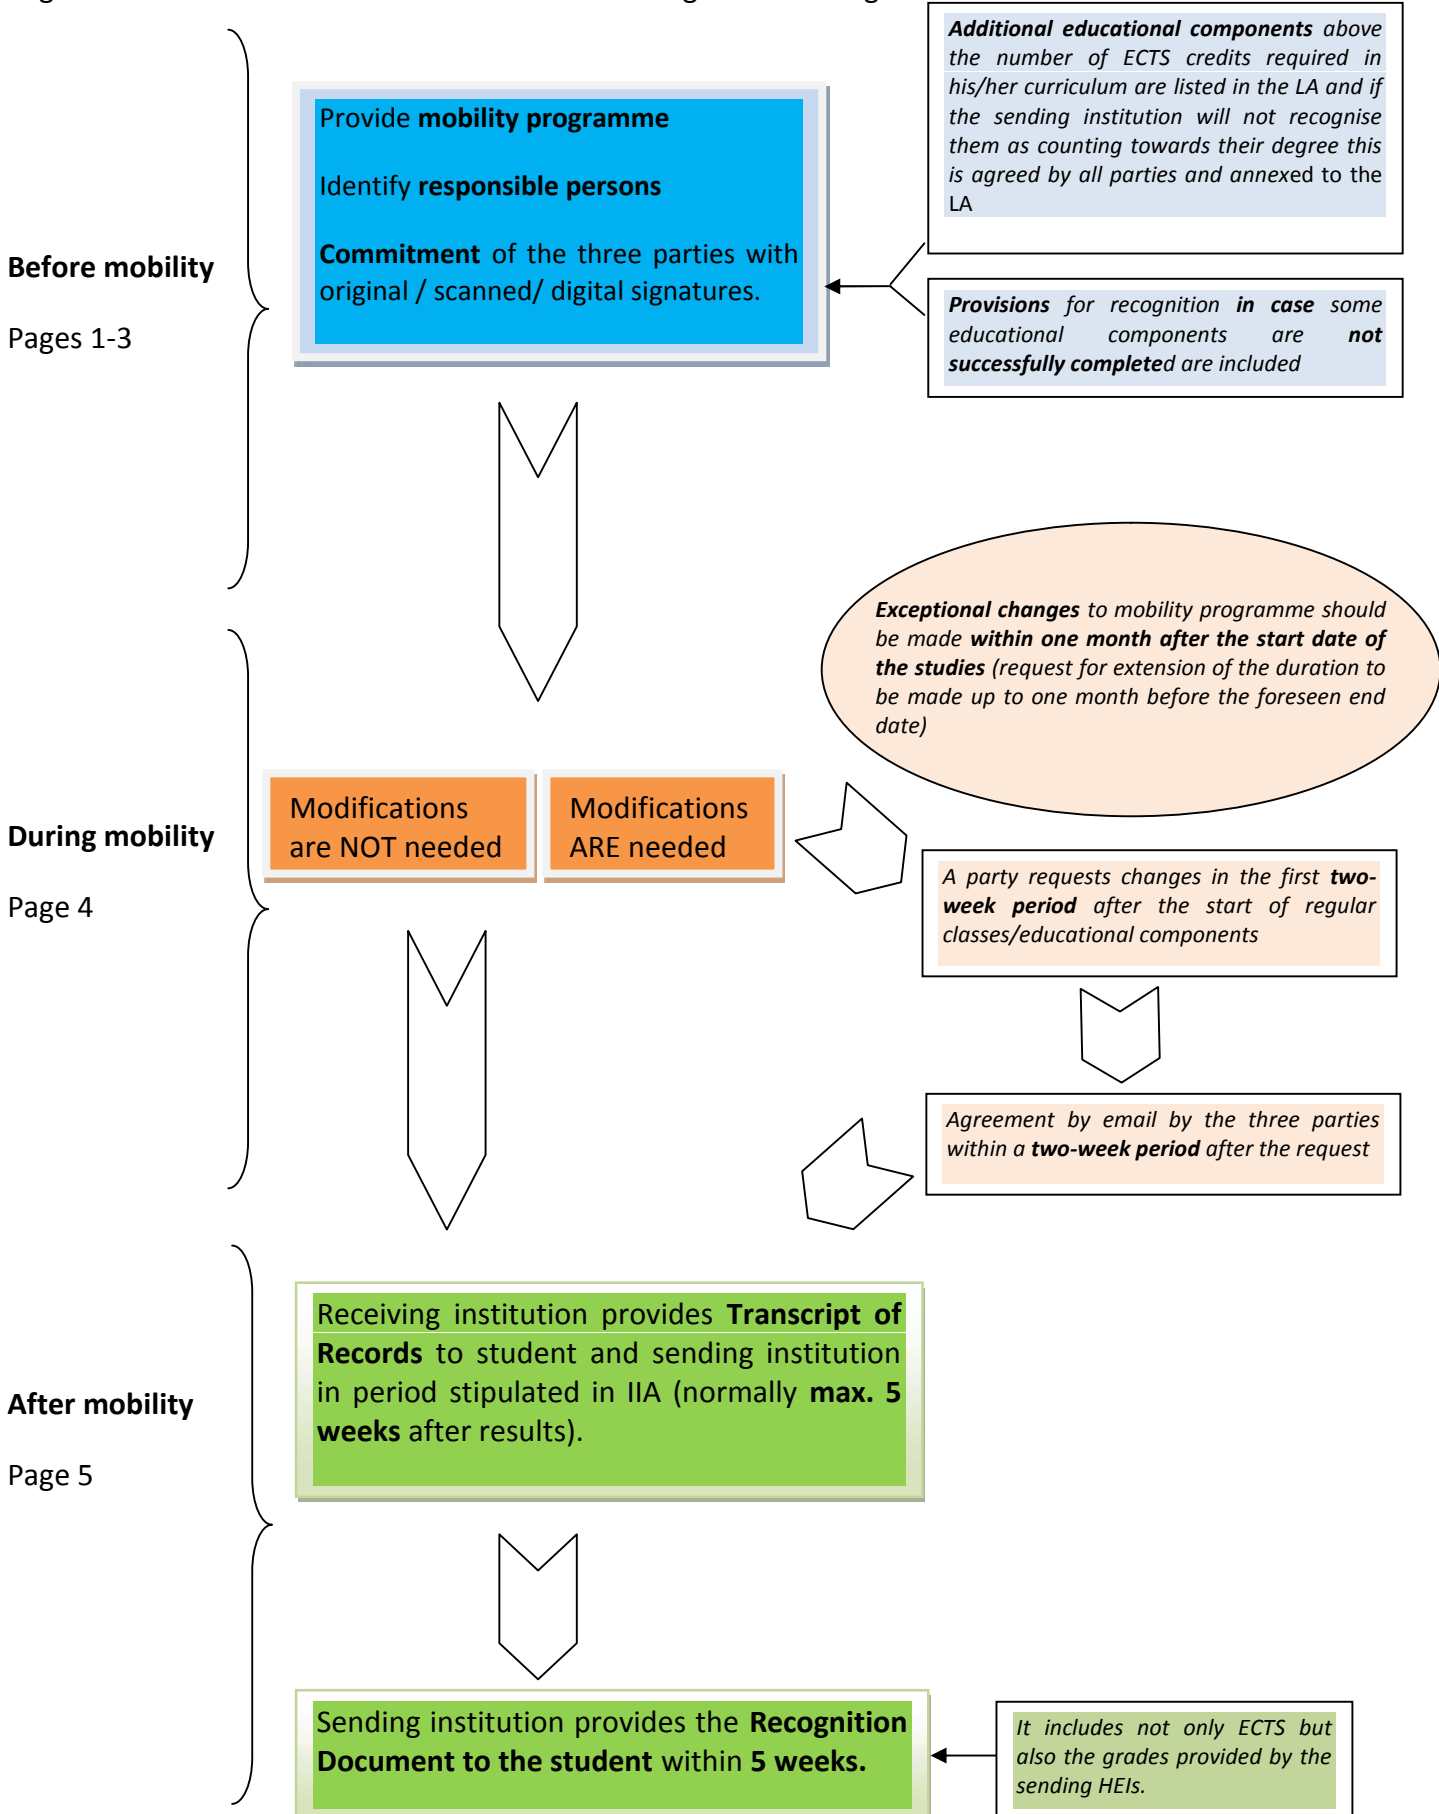 Additional educational components above
the number of ECTS credits required in
his/her curriculum are listed in the LA and if
the sending institution will not recognise
them as counting towards their degree this
is agreed by all parties and annexed to the
LA
Provide mobility programme
Identify responsible persons
Commitment of the three parties with
original / scanned/ digital signatures.
Before mobility
Pages 1-3
Provisions for recognition in case some
educational components are not
successfully completed are included
Exceptional changes to mobility programme should
be made within one month after the start date of
the studies (request for extension of the duration to
be made up to one month before the foreseen end
date)
During mobility
Page 4
Modifications
are NOT needed
Modifications
ARE needed
A party requests changes in the first two-
week period after the start of regular
classes/educational components
Agreement by email by the three parties
within a two-week period after the request
After mobility
Page 5
Receiving institution provides Transcript of
Records to student and sending institution
in period stipulated in IIA (normally max. 5
weeks after results).
Sending institution provides the Recognition
Document to the student within 5 weeks.
It includes not only ECTS but
also the grades provided by the
sending HEIs.